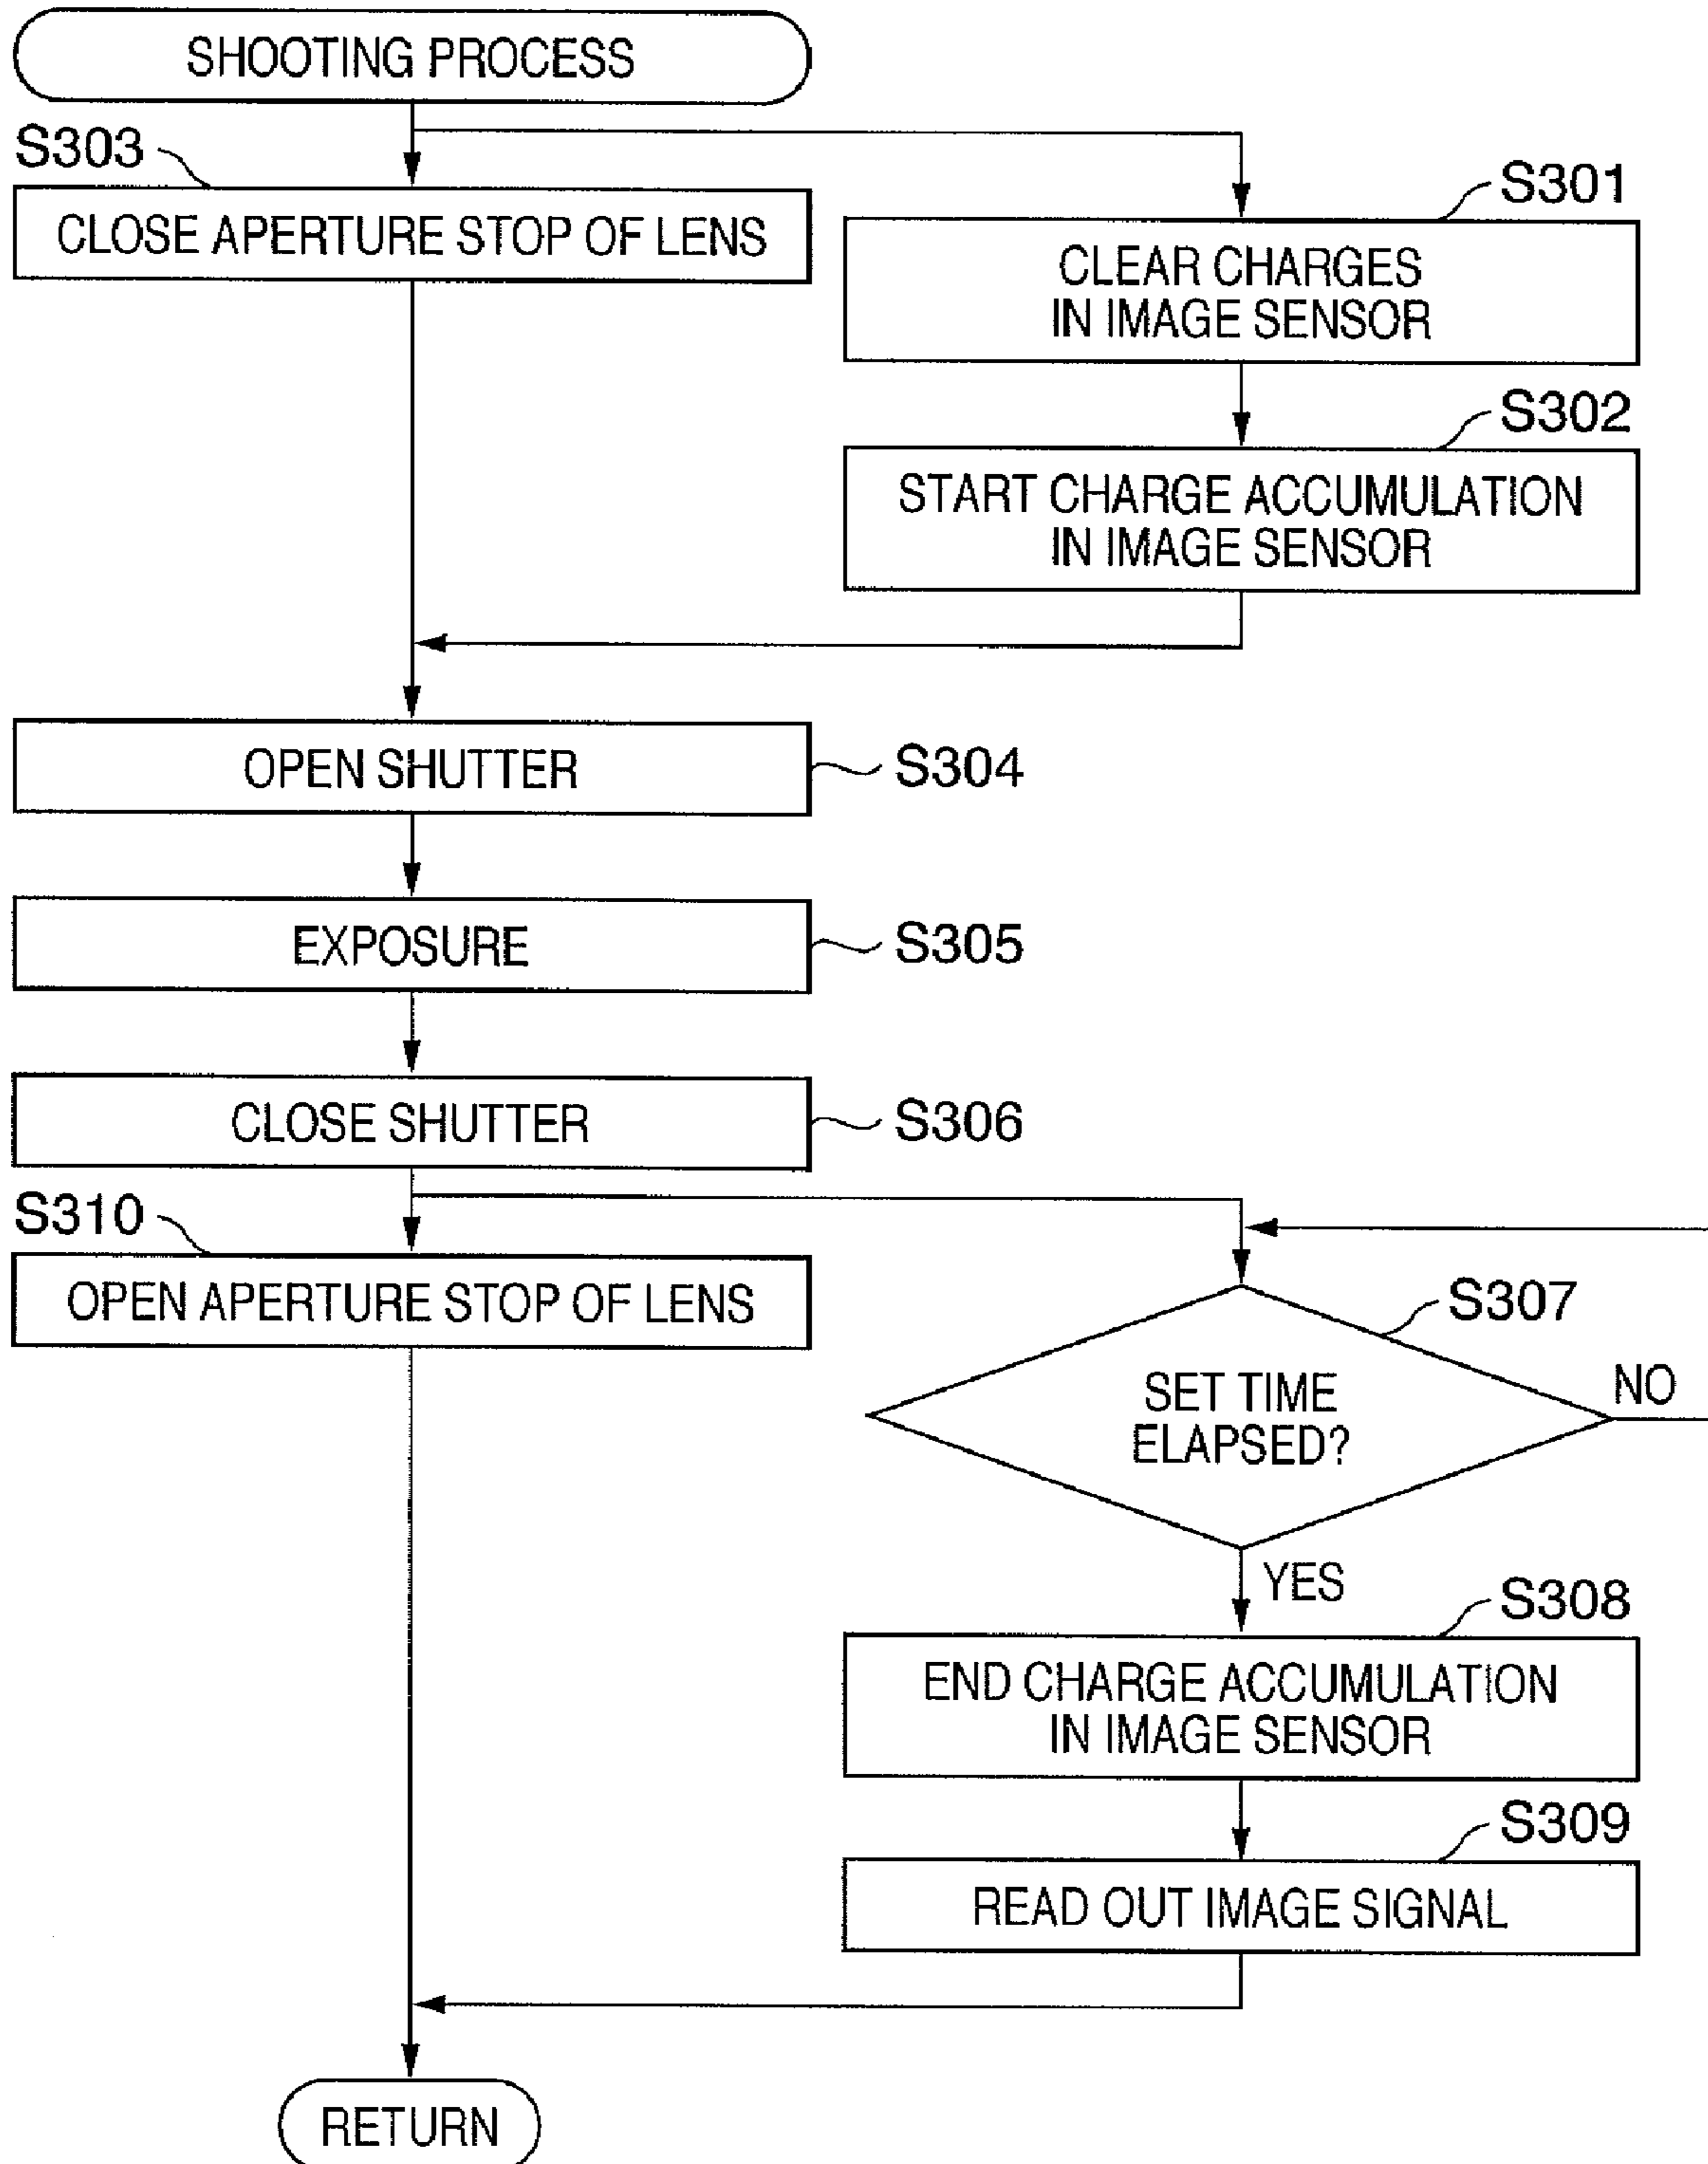 SHOOTING PROCESS
S303
CLOSE APERTURE STOP OF LENS
S301
CLEAR CHARGES
IN IMAGE SENSOR
S302
START CHARGE ACCUMULATION
IN IMAGE SENSOR
OPEN SHUTTER
S304
EXPOSURE
S305
CLOSE SHUTTER
S306
S310
OPEN APERTURE STOP OF LENS
S307
SET TIME
ELAPSED?
NO
YES
S308
END CHARGE ACCUMULATION
IN IMAGE SENSOR
S309
READ OUT IMAGE SIGNAL
RETURN